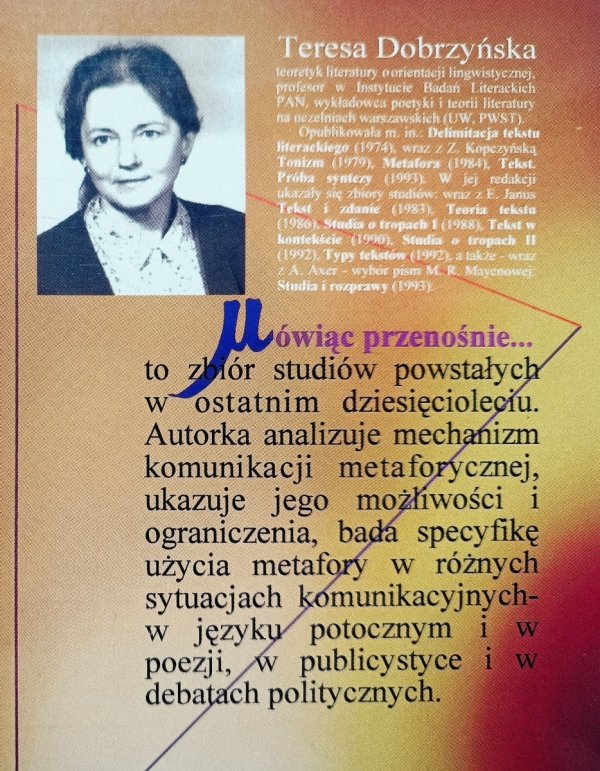 Teresa Dobrzyńska
teoretyk literatury o orientacji lingwistycznej,
profesor w Instytucie Badań Literackich
PAN, wykładowca poetyki i teorii literatury
na uczelniach warszawskich (UW, PWST).
Opublikowała m. in.: Delimitacja tekstu
literackiego (1974), wraz z Z. Kopczyńską
Tonizm (1979), Metafora (1984), Tekst.
Próba syntezy (1993). W jej redakcji
ukazały się zbiory studiów: wraz z E. Janus
Tekst i zdanie (1983), Teoria tekstu
(1986), Studia o tropach I (1988), Tekst w
kontekście (1990), Studia o tropach II
(1992), Typy tekstów (1992), a także - wraz
z A. Axer - wybór pism M. R. Mayenowej:
Studia i rozprawy (1993).
Mówiąc przenośnie...
to zbiór studiów powstałych
w ostatnim dziesięcioleciu.
Autorka analizuje mechanizm
komunikacji metaforycznej,
ukazuje jego możliwości i
ograniczenia, bada specyfikę
użycia metafory w różnych
sytuacjach komunikacyjnych-
w języku potocznym i w
poezji, w publicystyce i w
debatach politycznych.